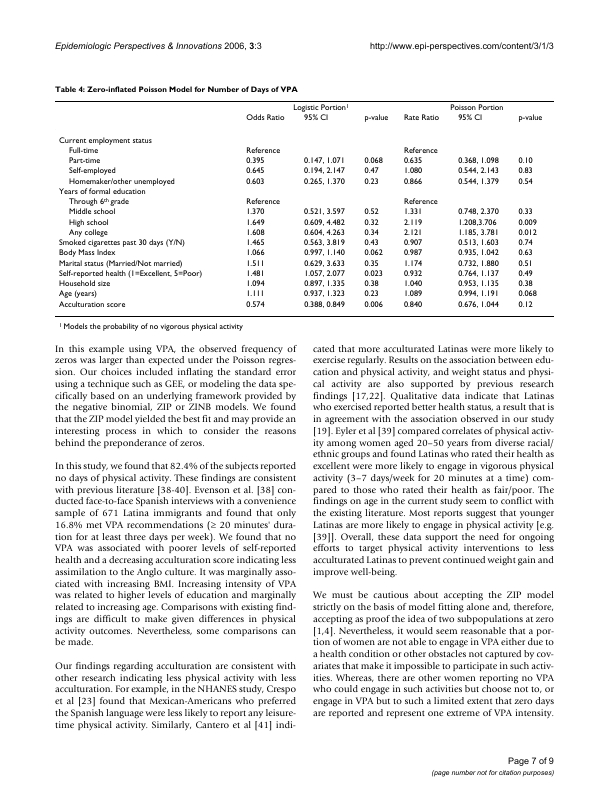 Epidemiologic Perspectives & Innovations 2006, 3:3 http://www.epi-perspectives.com/content/3/1/3
Table 4: Zero-inflated Poisson Model for Number of Days of VPA
Logistic Portion1 Poisson Portion
Odds Ratio 95% CI p-value Rate Ratio 95% CI p-value
Current employment status
Full-time Reference Reference
Part-time 0.395 0.147, 1.071 0.068 0.635 0.368, 1.098 0.10
Self-employed 0.645 0.194, 2.147 0.47 1.080 0.544, 2.143 0.83
Homemaker/other unemployed 0.603 0.265, 1.370 0.23 0.866 0.544, 1.379 0.54
Years of formal education
Through 6th grade Reference Reference
Middle school 1.370 0.521, 3.597 0.52 1.331 0.748, 2.370 0.33
High school 1.649 0.609, 4.482 0.32 2.119 1.208,3.706 0.009
Any college 1.608 0.604, 4.263 0.34 2.121 1.185, 3.781 0.012
Smoked cigarettes past 30 days (Y/N) 1.465 0.563, 3.819 0.43 0.907 0.513, 1.603 0.74
Body Mass Index 1.066 0.997, 1.140 0.062 0.987 0.935, 1.042 0.63
Marital status (Married/Not married) 1.511 0.629, 3.633 0.35 1.174 0.732, 1.880 0.51
Self-reported health (1=Excellent, 5=Poor) 1.481 1.057, 2.077 0.023 0.932 0.764, 1.137 0.49
Household size 1.094 0.897, 1.335 0.38 1.040 0.953, 1.135 0.38
Age (years) 1.111 0.937, 1.323 0.23 1.089 0.994, 1.191 0.068
Acculturation score 0.574 0.388, 0.849 0.006 0.840 0.676, 1.044 0.12
1 Models the probability of no vigorous physical activity
In this example using VPA, the observed frequency of
zeros was larger than expected under the Poisson regres-
sion. Our choices included inflating the standard error
using a technique such as GEE, or modeling the data spe-
cifically based on an underlying framework provided by
the negative binomial, ZIP or ZINB models. We found
that the ZIP model yielded the best fit and may provide an
interesting process in which to consider the reasons
behind the preponderance of zeros.
In this study, we found that 82.4% of the subjects reported
no days of physical activity. These findings are consistent
with previous literature [38-40]. Evenson et al. [38] con-
ducted face-to-face Spanish interviews with a convenience
sample of 671 Latina immigrants and found that only
16.8% met VPA recommendations (≥ 20 minutes' dura-
tion for at least three days per week). We found that no
VPA was associated with poorer levels of self-reported
health and a decreasing acculturation score indicating less
assimilation to the Anglo culture. It was marginally asso-
ciated with increasing BMI. Increasing intensity of VPA
was related to higher levels of education and marginally
related to increasing age. Comparisons with existing find-
ings are difficult to make given differences in physical
activity outcomes. Nevertheless, some comparisons can
be made.
Our findings regarding acculturation are consistent with
other research indicating less physical activity with less
acculturation. For example, in the NHANES study, Crespo
et al [23] found that Mexican-Americans who preferred
the Spanish language were less likely to report any leisure-
time physical activity. Similarly, Cantero et al [41] indi-
cated that more acculturated Latinas were more likely to
exercise regularly. Results on the association between edu-
cation and physical activity, and weight status and physi-
cal activity are also supported by previous research
findings [17,22]. Qualitative data indicate that Latinas
who exercised reported better health status, a result that is
in agreement with the association observed in our study
[19]. Eyler et al [39] compared correlates of physical activ-
ity among women aged 20–50 years from diverse racial/
ethnic groups and found Latinas who rated their health as
excellent were more likely to engage in vigorous physical
activity (3–7 days/week for 20 minutes at a time) com-
pared to those who rated their health as fair/poor. The
findings on age in the current study seem to conflict with
the existing literature. Most reports suggest that younger
Latinas are more likely to engage in physical activity [e.g.
[39]]. Overall, these data support the need for ongoing
efforts to target physical activity interventions to less
acculturated Latinas to prevent continued weight gain and
improve well-being.
We must be cautious about accepting the ZIP model
strictly on the basis of model fitting alone and, therefore,
accepting as proof the idea of two subpopulations at zero
[1,4]. Nevertheless, it would seem reasonable that a por-
tion of women are not able to engage in VPA either due to
a health condition or other obstacles not captured by cov-
ariates that make it impossible to participate in such activ-
ities. Whereas, there are other women reporting no VPA
who could engage in such activities but choose not to, or
engage in VPA but to such a limited extent that zero days
are reported and represent one extreme of VPA intensity.
Page 7 of 9
(page number not for citation purposes)